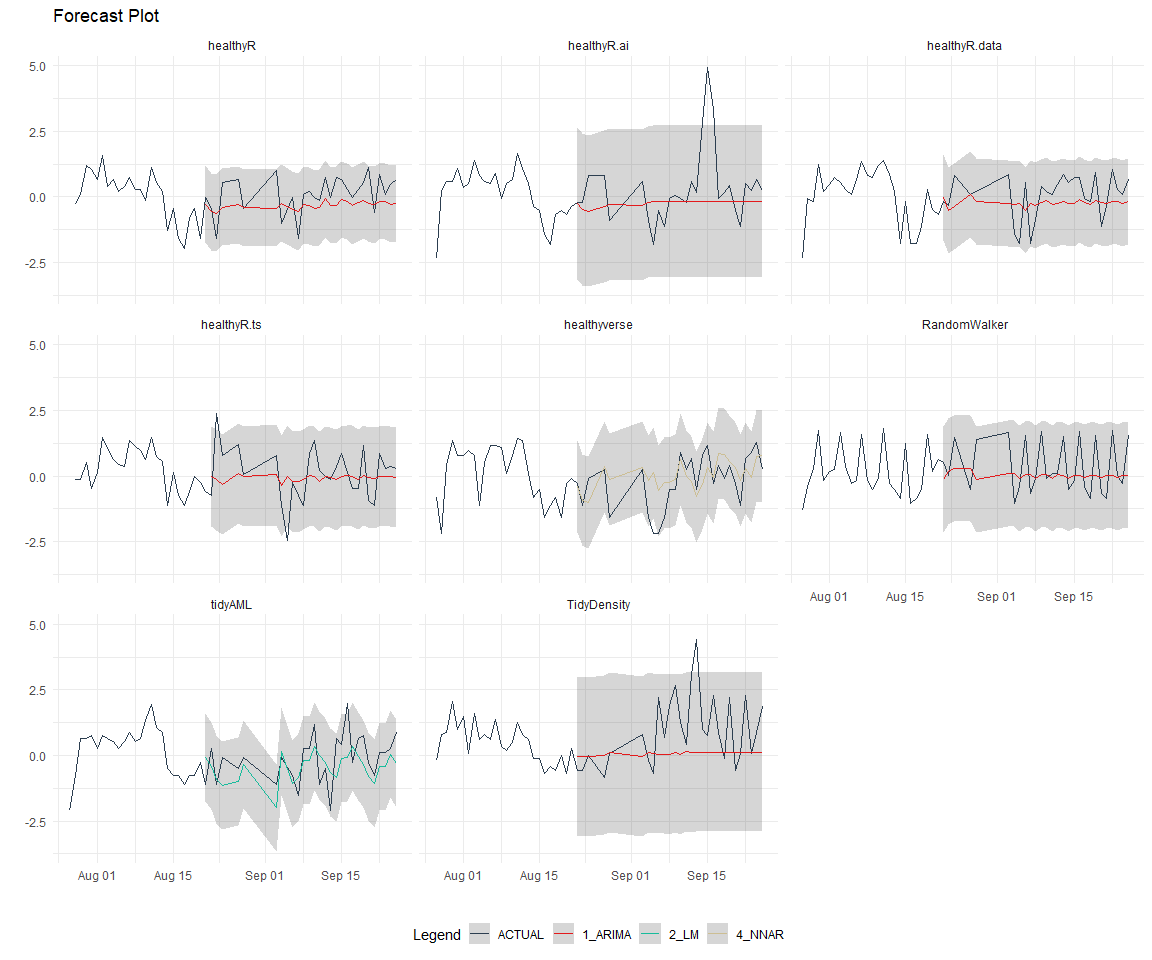 Forecast Plot
healthyR healthyR.ai healthyR.data
5.0
2.5
0.0
-2.5
healthyR.ts healthyverse RandomWalker
5.0
2.5
0.0
-2.5
Aug 01 Aug 15 Sep 01 Sep 15
tidyAML TidyDensity
5.0
2.5
0.0
-2.5
Aug 01 Aug 15 Sep 01 Sep 15 Aug 01 Aug 15 Sep 01 Sep 15
Legend ACTUAL 1_ARIMA 2_LM 4_NNAR